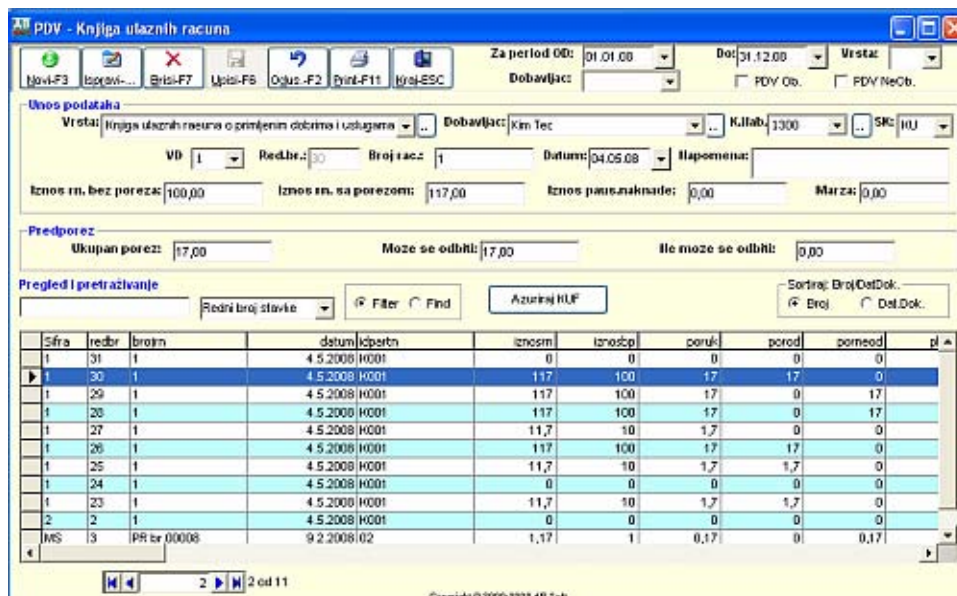 PDV - Knjiga ulaznih racuna
Novi-F3 Ispravi-... Brisi-F7 Upisi-F6 Odus.-F2 Print-F11 Kraj-ESC
Za period OD: 01.01.08 Do: 31.12.08 Vrsta:
Dobavljac: PDV Ob. PDV NeOb.
Unos podataka
Vrsta: Knjiga ulaznih racuna o primljenim dobrima i uslugama .. Dobavljac: Kim Tec .. K.Nab. 1300 .. SK: KU
VD 1 Red.br.: 30 Broj rac.: 1 Datum: 04.05.08 Napomena:
Iznos rn. bez poreza: 100,00 Iznos rn. sa porezom: 117,00 Iznos paus.naknade: 0,00 Marza: 0,00
Predporez
Ukupan porez: 17,00 Moze se odbiti: 17,00 Ne moze se odbiti: 0,00
Pregled i pretraživanje
Redni broj stavke Filter Find Azuriraj KUF
Sortiraj: Broj/DatDok.
Broj Dat.Dok.
Sifra redbr brojrn datum idpartn iznosrn iznosbp poruk porod porneod
1 31 1 4.5.2008 K001 0 0 0 0 0
1 30 1 4.5.2008 K001 117 100 17 17 0
1 29 1 4.5.2008 K001 117 100 17 0 17
1 28 1 4.5.2008 K001 117 100 17 0 17
1 27 1 4.5.2008 K001 11,7 10 1,7 0 0
1 26 1 4.5.2008 K001 117 100 17 17 0
1 25 1 4.5.2008 K001 11,7 10 1,7 1,7 0
1 24 1 4.5.2008 K001 0 0 0 0 0
1 23 1 4.5.2008 K001 11,7 10 1,7 1,7 0
2 2 1 4.5.2008 K001 0 0 0 0 0
MS 3 PR br 00008 9.2.2008 02 1,17 1 0,17 0 0,17
2 2 od 11